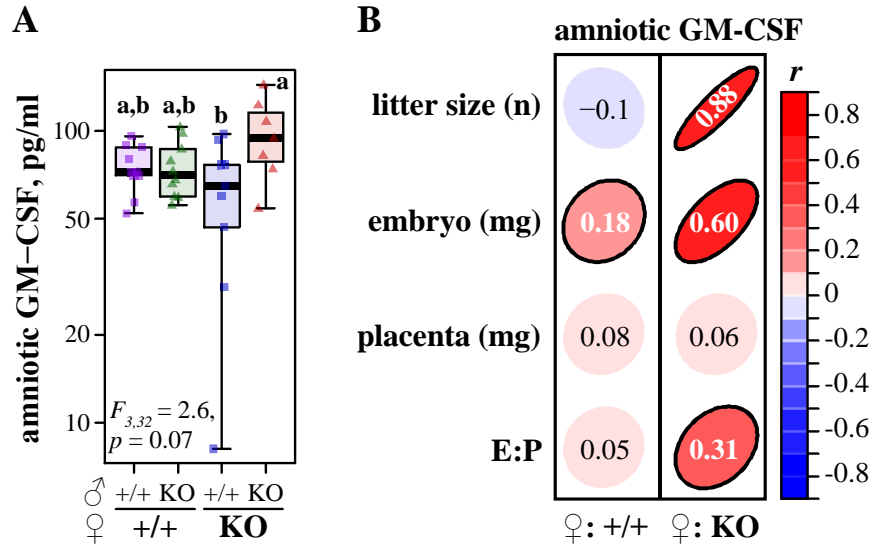 A
amniotic GM−CSF, pg/ml
100
50
20
10
a,b
a,b
b
a
F3,32 = 2.6,
p = 0.07
♂ +/+ KO +/+ KO
♀ +/+ KO
B
amniotic GM-CSF
litter size (n)
−0.1
0.88
embryo (mg)
0.18
0.60
placenta (mg)
0.08
0.06
E:P
0.05
0.31
♀: +/+
♀: KO
r
0.8
0.6
0.4
0.2
0
-0.2
-0.4
-0.6
-0.8